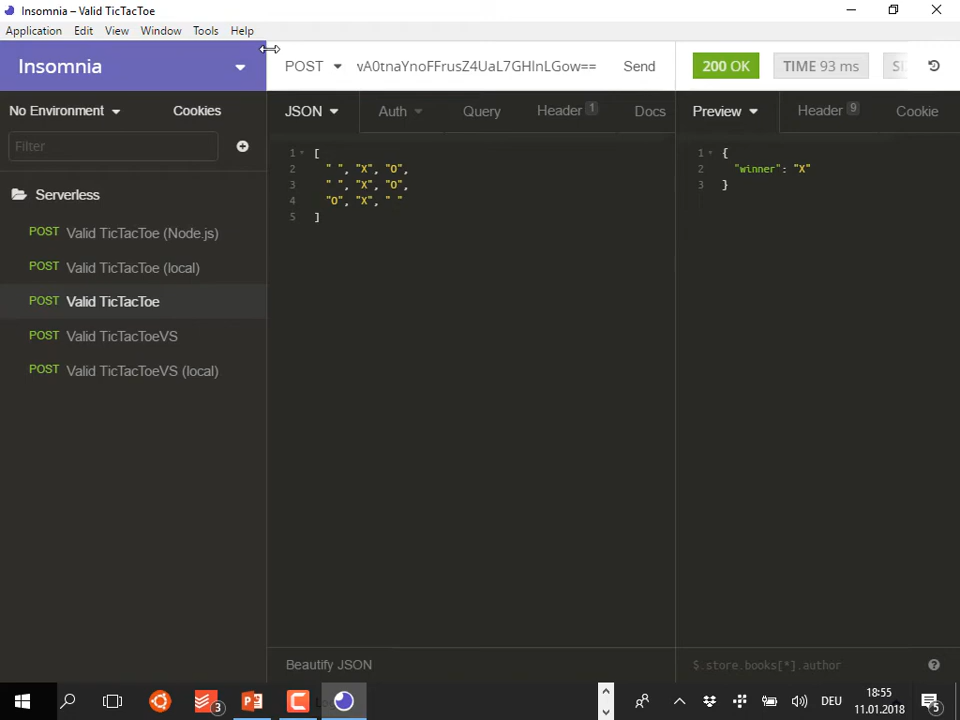 Insomnia – Valid TicTacToe
Application Edit View Window Tools Help
Insomnia
POST
vA0tnaYnoFFrusZ4UaL7GHlnLGow==
Send
200 OK
TIME 93 ms
No Environment
Cookies
JSON
Auth
Query
Header 1
Docs
Preview
Header 9
Cookie
Filter
Serverless
POST Valid TicTacToe (Node.js)
POST Valid TicTacToe (local)
POST Valid TicTacToe
POST Valid TicTacToeVS
POST Valid TicTacToeVS (local)
1 [
2 " ", "X", "O",
3 " ", "X", "O",
4 "O", "X", " "
5 ]
1 {
2 "winner": "X"
3 }
Beautify JSON
$.store.books[*].author
3
DEU
18:55
11.01.2018
5